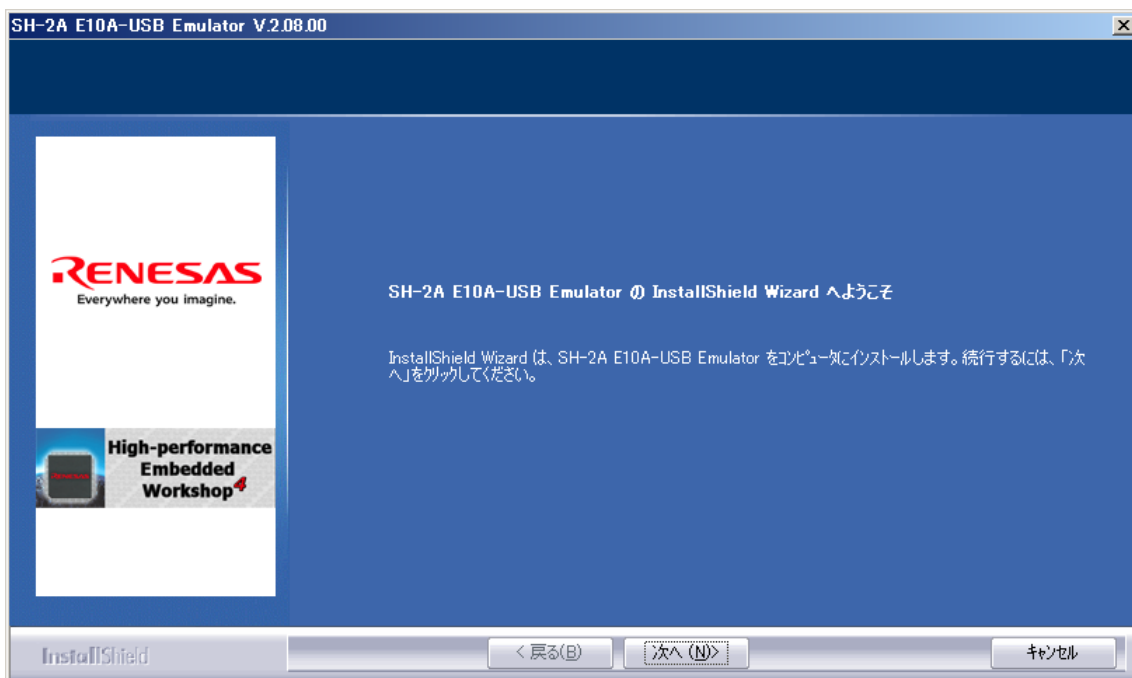 SH-2A E10A-USB Emulator V.2.08.00
RENESAS
Everywhere you imagine.
High-performance
Embedded
Workshop4
SH-2A E10A-USB Emulator の InstallShield Wizard へようこそ
InstallShield Wizard は、SH-2A E10A-USB Emulator をコンピュータにインストールします。続行するには、「次
へ」をクリックしてください。
InstallShield
< 戻る(B)
次へ (N)>
キャンセル